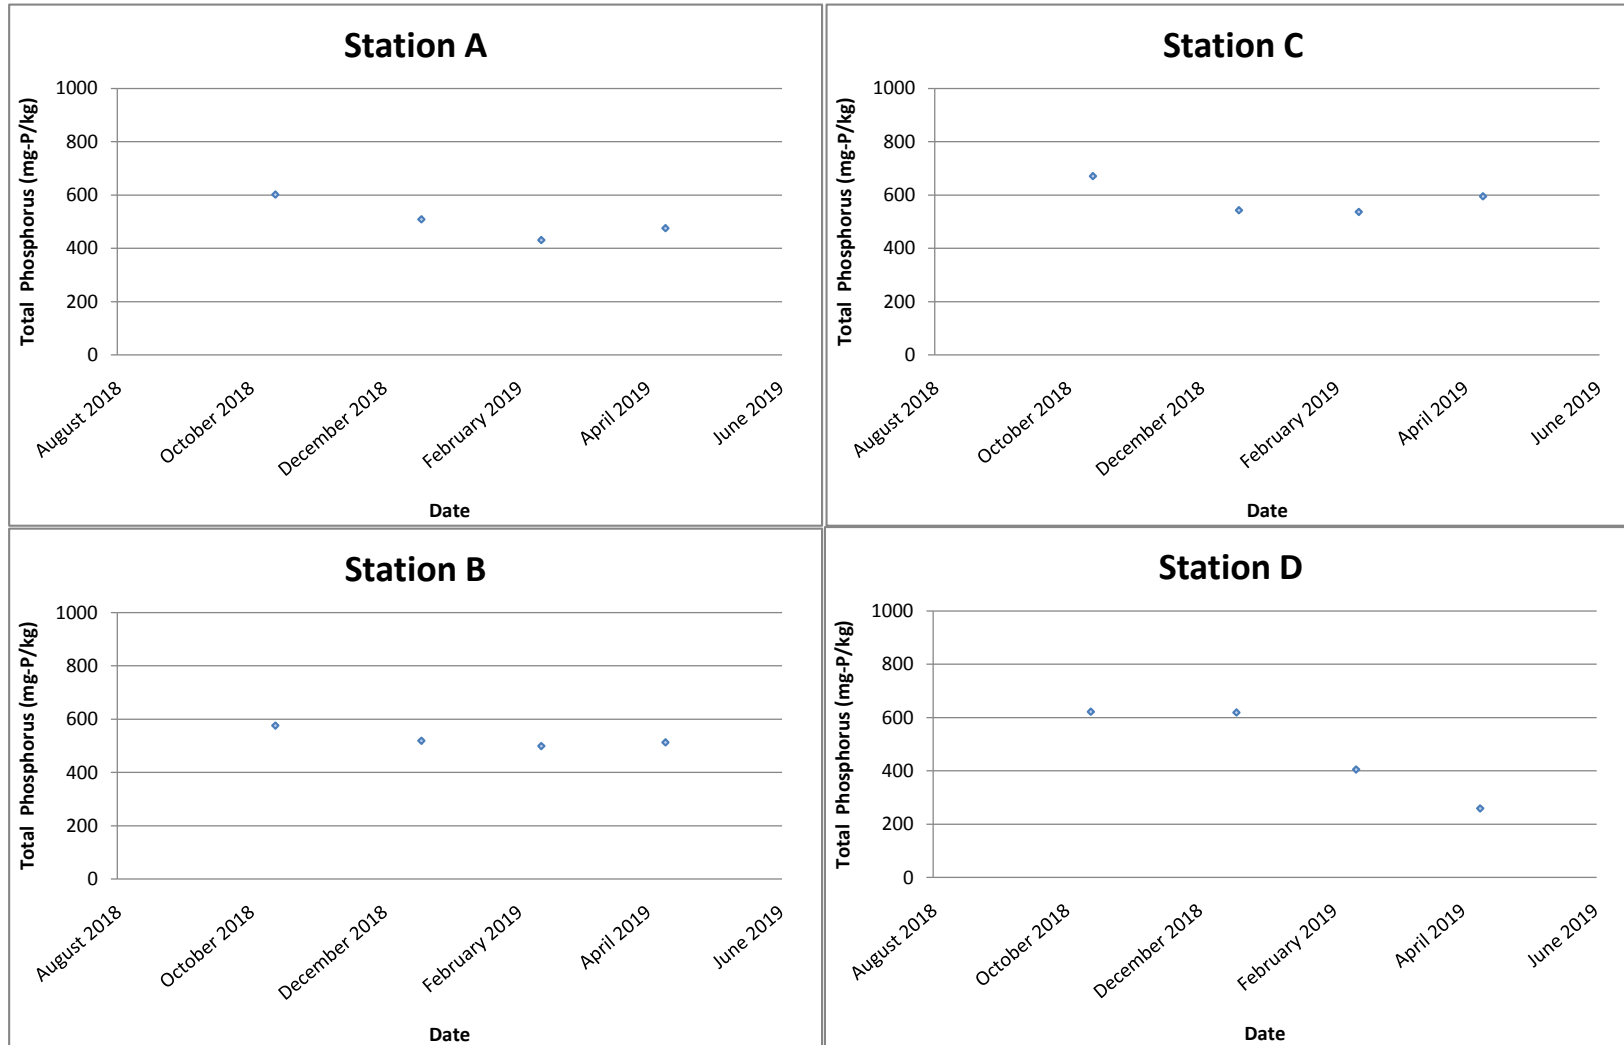 Station A
Total Phosphorus (mg-P/kg)
1000
800
600
400
200
0
August 2018
October 2018
December 2018
February 2019
April 2019
June 2019
Date
Station C
Total Phosphorus (mg-P/kg)
1000
800
600
400
200
0
August 2018
October 2018
December 2018
February 2019
April 2019
June 2019
Date
Station B
Total Phosphorus (mg-P/kg)
1000
800
600
400
200
0
August 2018
October 2018
December 2018
February 2019
April 2019
June 2019
Date
Station D
Total Phosphorus (mg-P/kg)
1000
800
600
400
200
0
August 2018
October 2018
December 2018
February 2019
April 2019
June 2019
Date